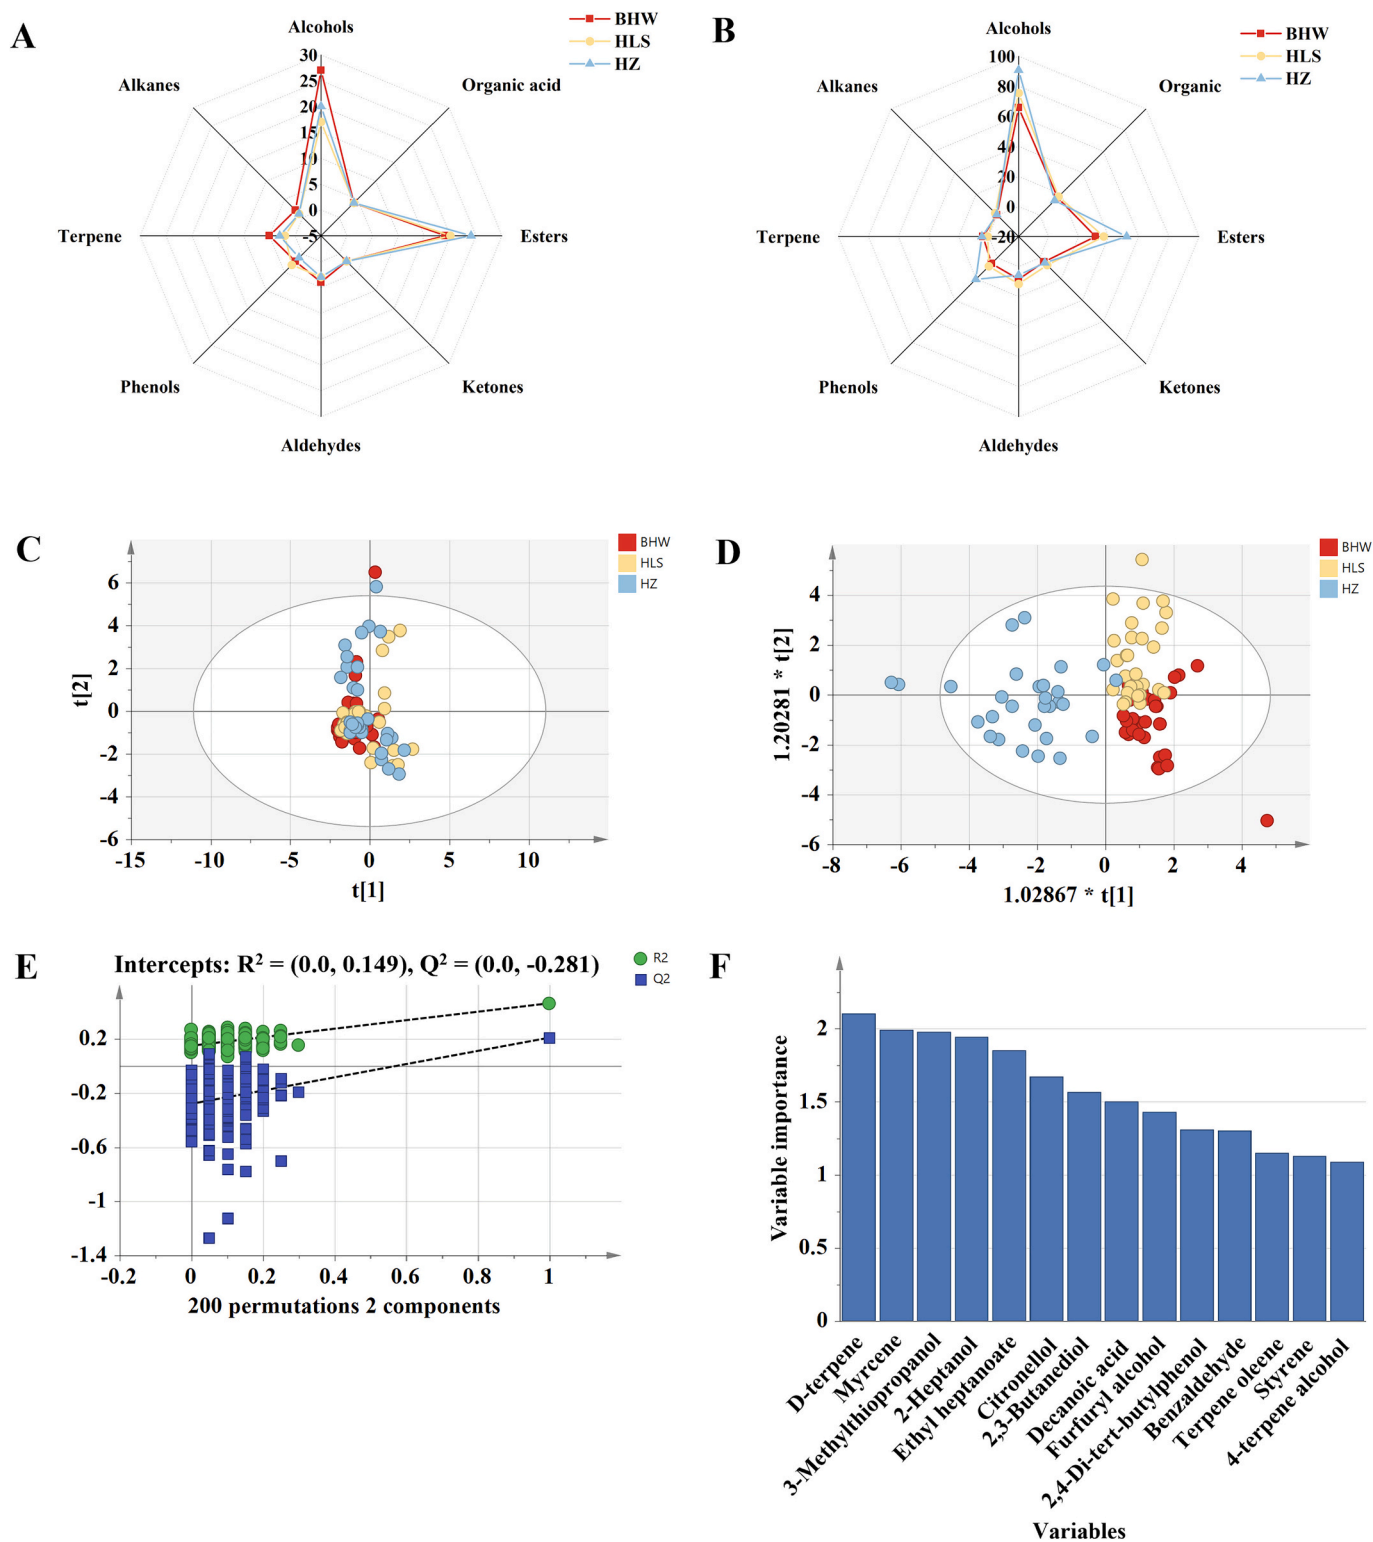 A
Alcohols
BHW
HLS
HZ
Alkanes
Organic acid
30
25
20
15
10
5
0
-5
Terpene
Esters
Phenols
Ketones
Aldehydes
B
Alcohols
BHW
HLS
HZ
Alkanes
Organic
100
80
60
40
20
0
-20
Terpene
Esters
Phenols
Ketones
Aldehydes
C
BHW
HLS
HZ
t[2]
6
4
2
0
-2
-4
-6
-15 -10 -5 0 5 10
t[1]
D
BHW
HLS
HZ
1.20281 * t[2]
4
2
0
-2
-4
-6
-8 -6 -4 -2 0 2 4
1.02867 * t[1]
E
Intercepts: R² = (0.0, 0.149), Q² = (0.0, -0.281)
R2
Q2
0.2
-0.2
-0.6
-1
-1.4
-0.2 0 0.2 0.4 0.6 0.8 1
200 permutations 2 components
F
Variable importance
2
1.5
1
0.5
0
D-terpene
Myrcene
3-Methylthiopropanol
2-Heptanol
Ethyl heptanoate
Citronellol
2,3-Butanediol
Decanoic acid
Furfuryl alcohol
2,4-Di-tert-butylphenol
Benzaldehyde
Terpene oleene
Styrene
4-terpene alcohol
Variables